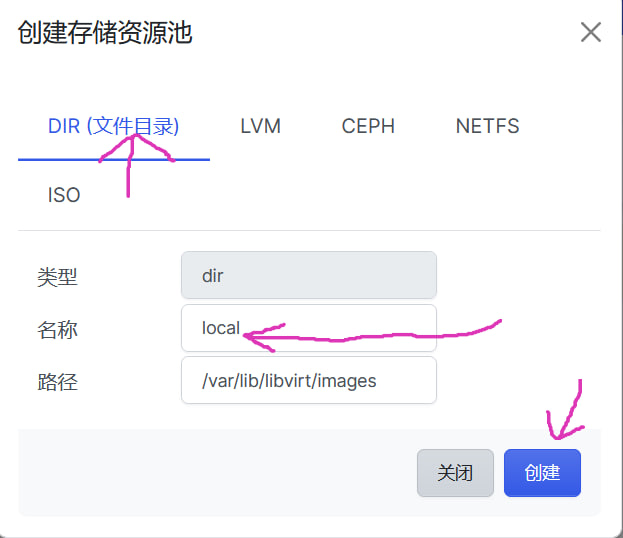 创建存储资源池
DIR (文件目录) LVM CEPH NETFS
ISO
类型 dir
名称 local
路径 /var/lib/libvirt/images
关闭 创建